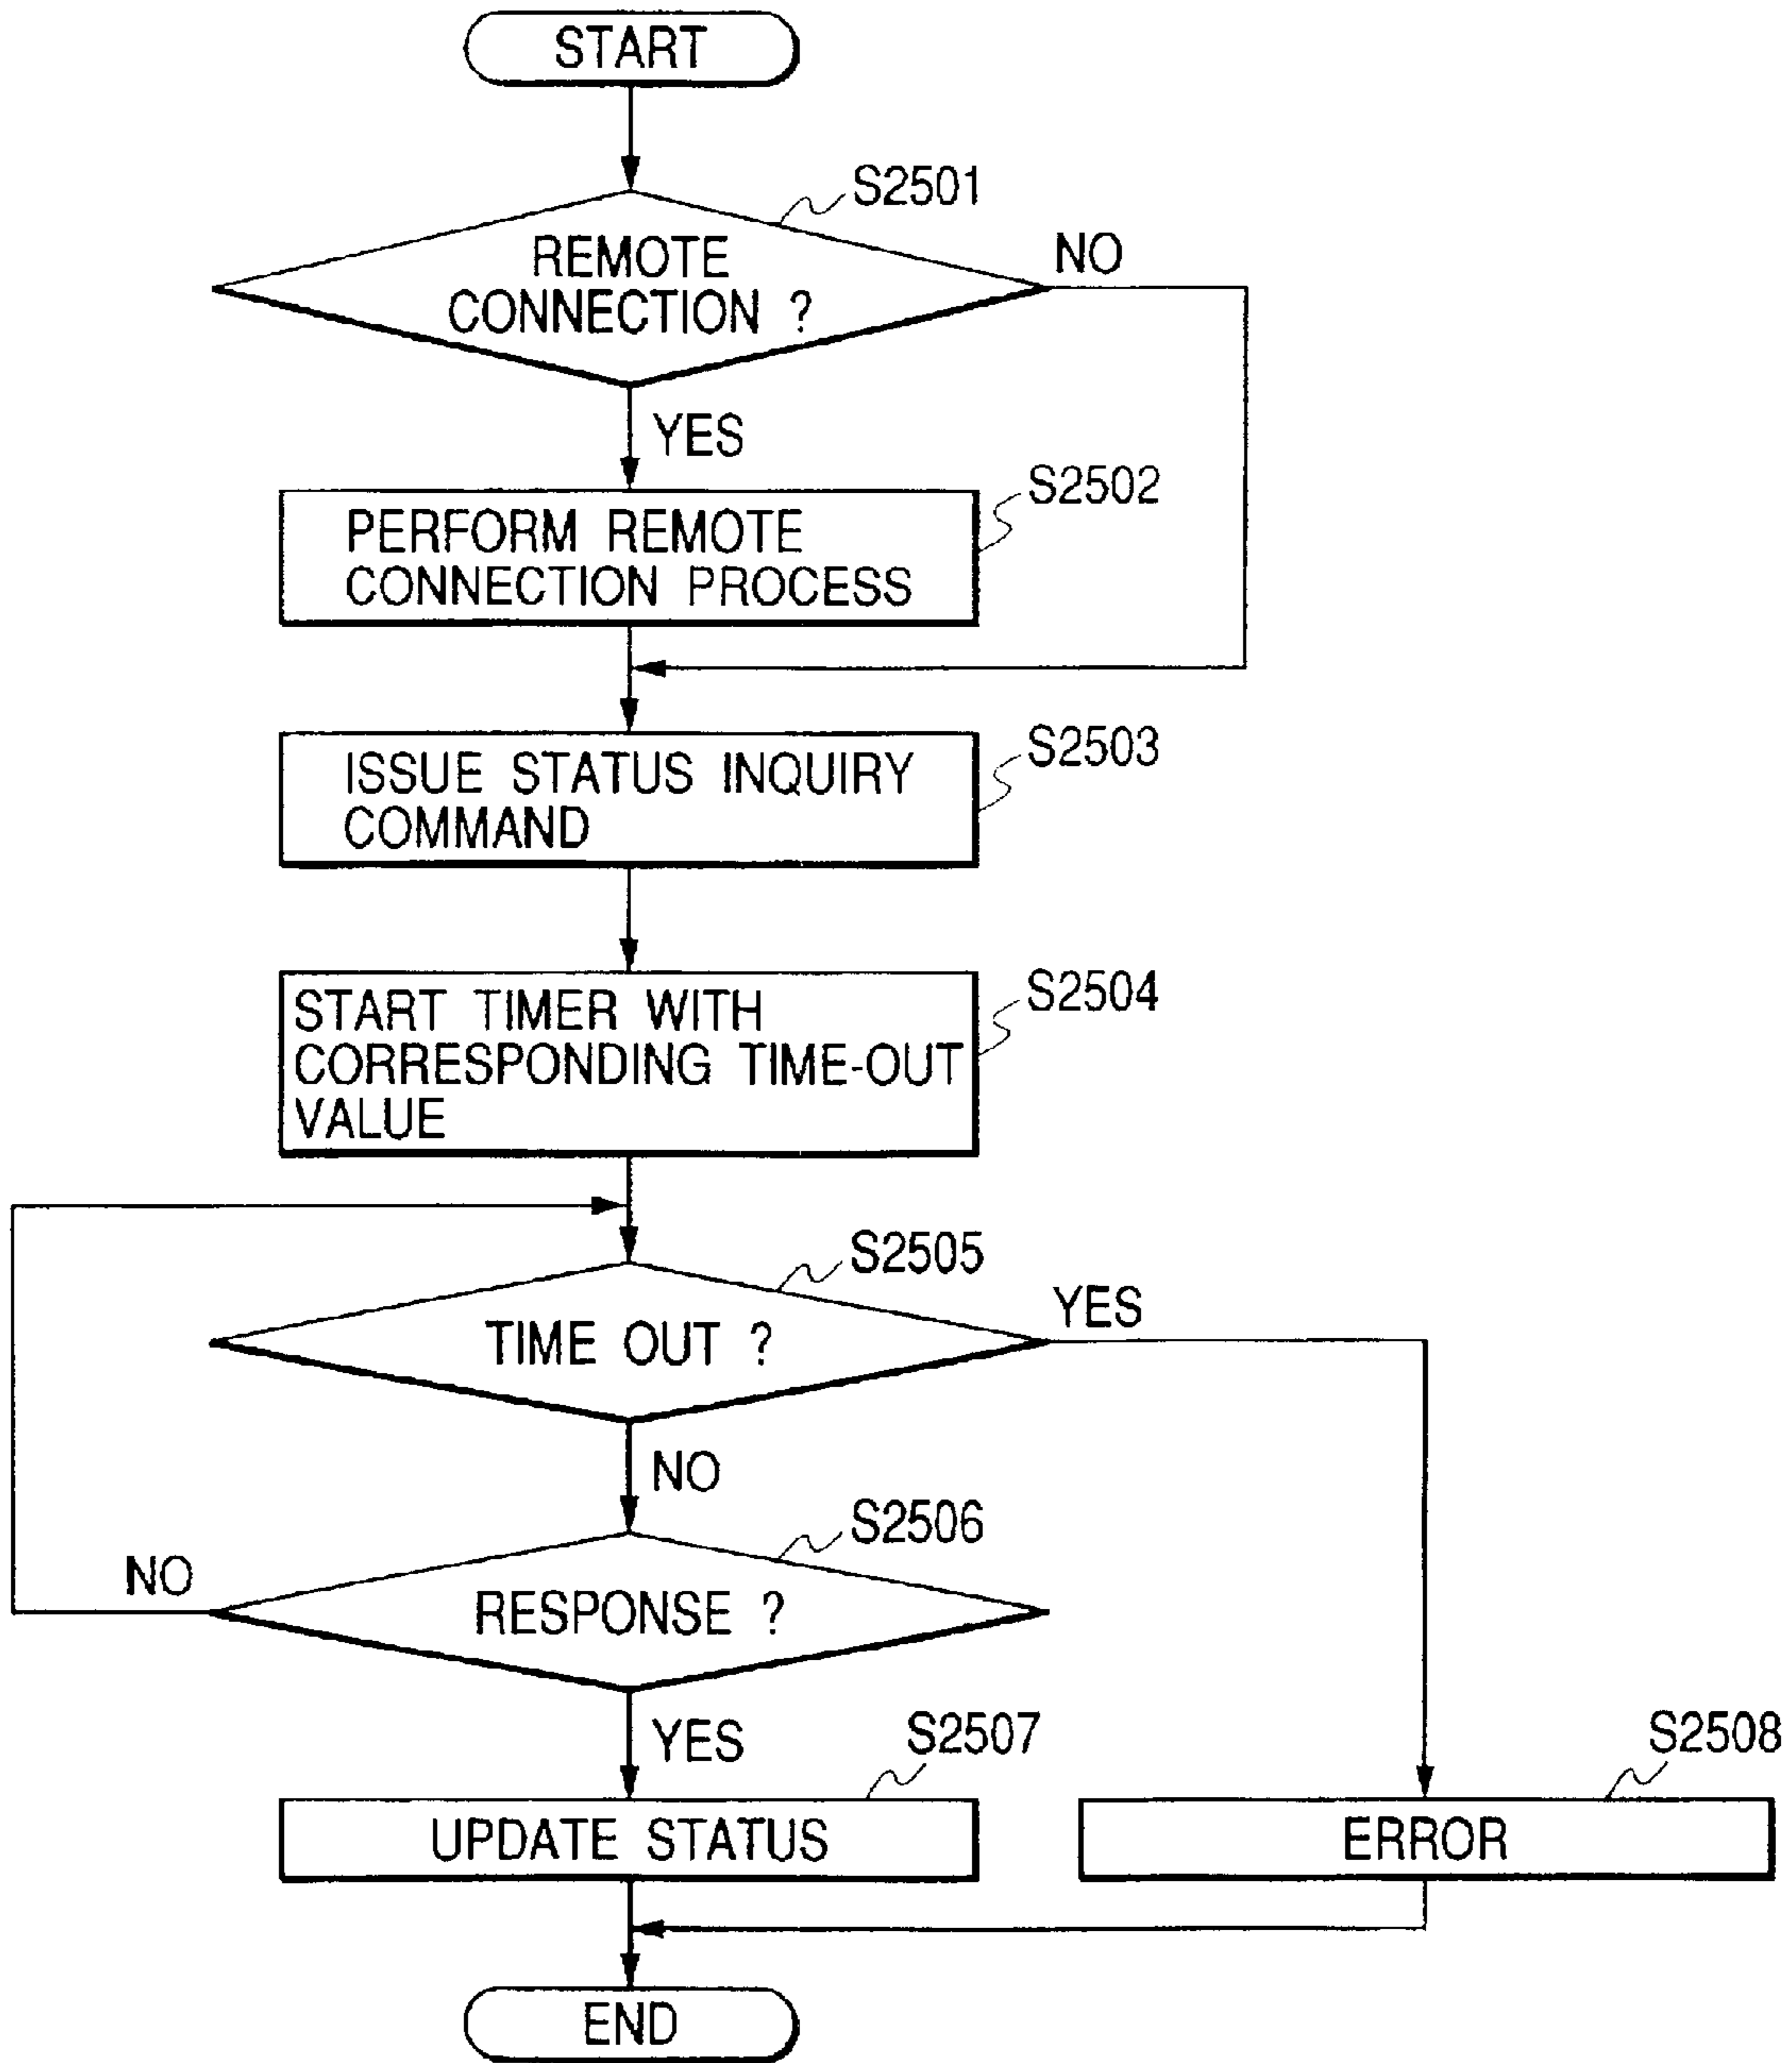 START
S2501
REMOTE
CONNECTION ?
NO
YES
S2502
PERFORM REMOTE
CONNECTION PROCESS
S2503
ISSUE STATUS INQUIRY
COMMAND
S2504
START TIMER WITH
CORRESPONDING TIME-OUT
VALUE
S2505
TIME OUT ?
YES
NO
S2506
RESPONSE ?
NO
YES
S2507
UPDATE STATUS
S2508
ERROR
END